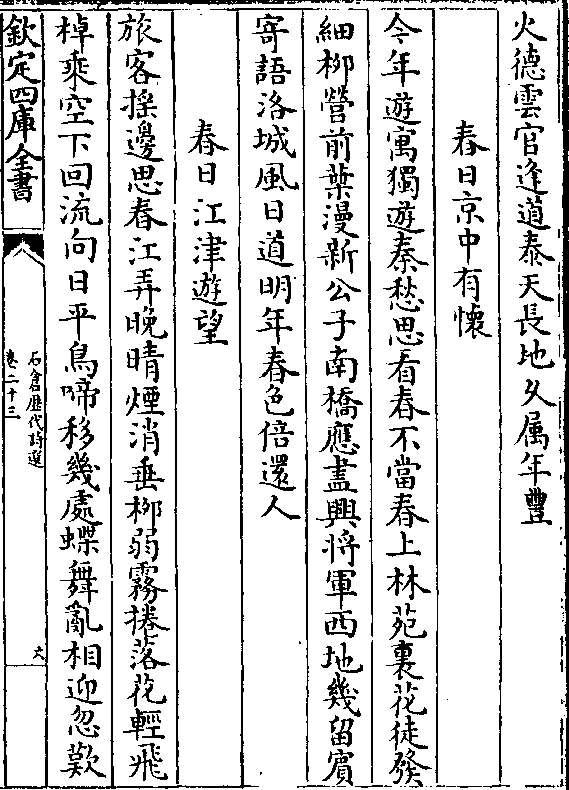 火德雲官逢道泰天長地乆属年豐
春日京中有懷
今年遊寓獨遊秦愁思看春不當春上林苑裏花徒發
細柳營前葉漫新公子南橋應盡興將軍西地幾留賓
寄語洛城風日道明年春色倍還人
春日江津遊望
旅客揺邊思春江弄晚晴煙消垂柳弱霧捲落花輕飛
棹乘空下回流向日平鳥啼移幾處蝶舞亂相迎忽歎
欽定四庫全書
石倉歴代詩選
卷二十三